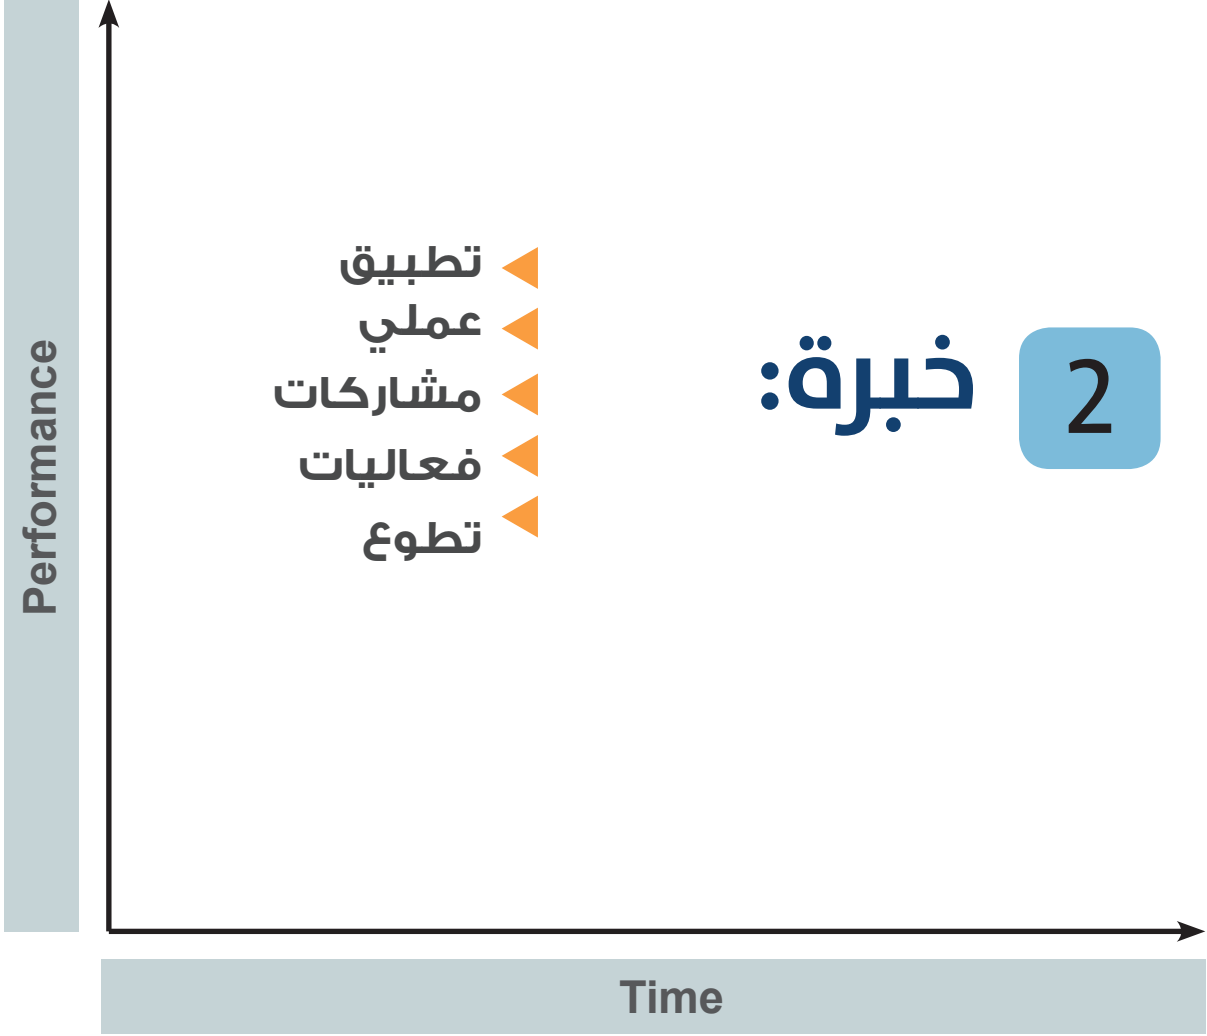 2
خبرة:
تطبيق
عملي
مشاركات
فعاليات
تطوع
Performance
Time